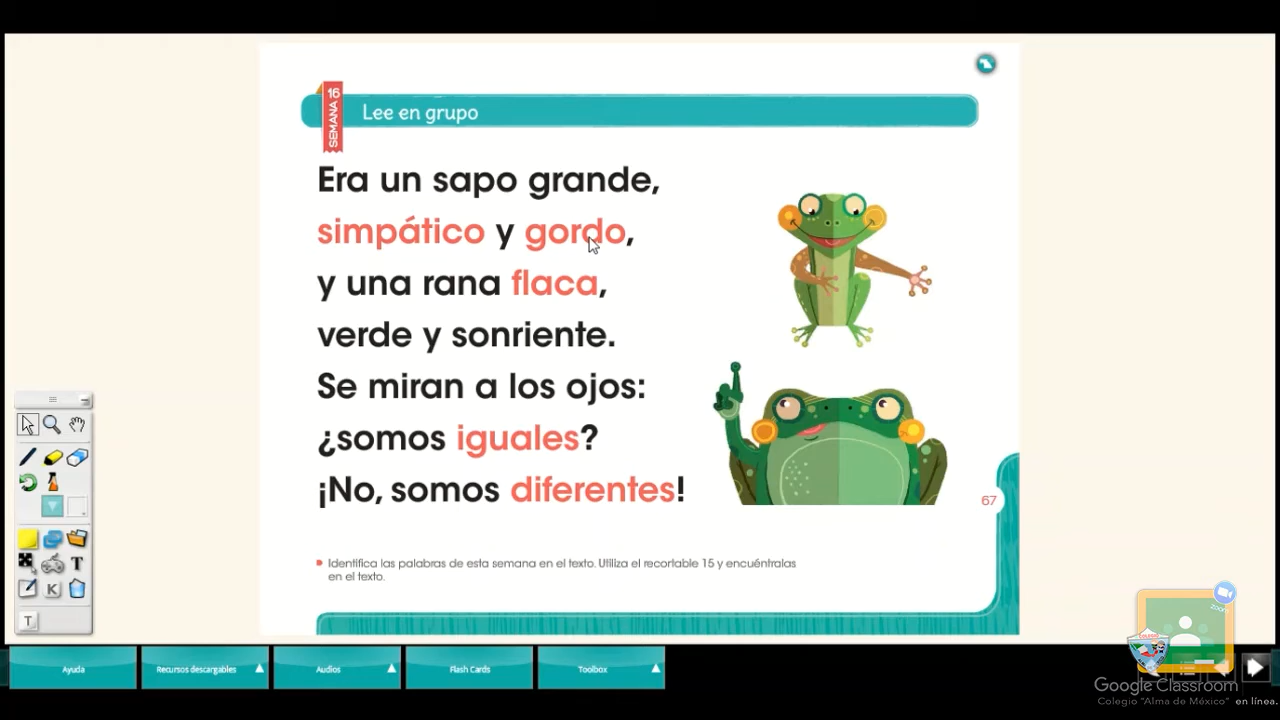 SEMANA 16
Lee en grupo
Era un sapo grande,
simpático y gordo,
y una rana flaca,
verde y sonriente.
Se miran a los ojos:
¿somos iguales?
¡No, somos diferentes!
67
Identifica las palabras de esta semana en el texto. Utiliza el recortable 15 y encuéntralas
en el texto.
T
K
T
Ayuda
Recursos descargables
Audios
Flash Cards
Toolbox
zoom
Google Classroom
Colegio "Alma de México" en línea.